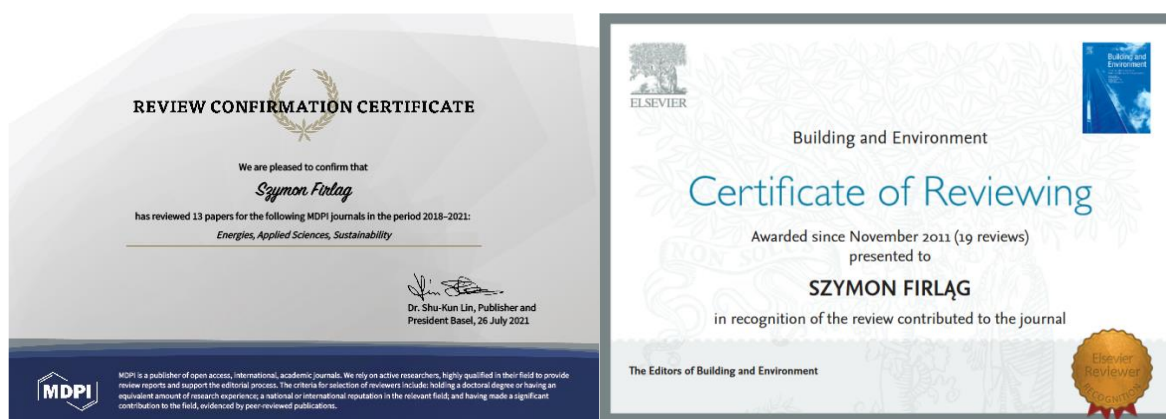 REVIEW CONFIRMATION CERTIFICATE
We are pleased to confirm that
Szymon Firlag
has reviewed 13 papers for the following MDPI journals in the period 2018–2021:
Energies, Applied Sciences, Sustainability
Dr. Shu-Kun Lin, Publisher and
President Basel, 26 July 2021
MDPI
MDPI is a publisher of open access, international, academic journals. We rely on active researchers, highly qualified in their field to provide
review reports and support the editorial process. The criteria for selection of reviewers include: holding a doctoral degree or having an
equivalent amount of research experience; a national or international reputation in the relevant field; and having made a significant
contribution to the field, evidenced by peer-reviewed publications.
ELSEVIER
Building and
Environment
Building and Environment
Certificate of Reviewing
Awarded since November 2011 (19 reviews)
presented to
SZYMON FIRLĄG
in recognition of the review contributed to the journal
The Editors of Building and Environment
Elsevier
Reviewer
RECOGNITION
NON SOLUS